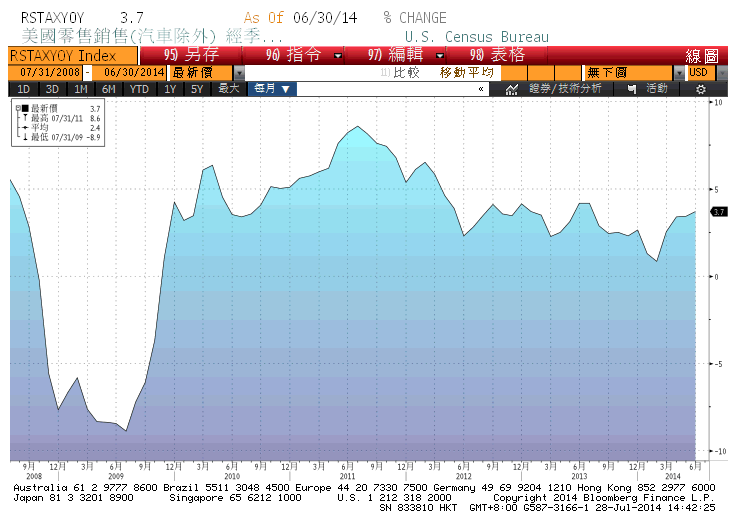 RSTAXYOY 3.7 As Of 06/30/14 % CHANGE
美國零售銷售(汽車除外) 經季... U.S. Census Bureau
RSTAXYOY Index 95) 另存 96) 指令 97) 編輯 98) 表格 線圖
07/31/2008 - 06/30/2014 最新價 11) 比較 移動平均 無下圖 USD
1D 3D 1M 6M YTD 1Y 5Y 最大 每月 ▼ « 證券/技術分析 活動
最新價 3.7
最高 07/31/11 8.6
平均 2.4
最低 07/31/09 -8.9
10
5
3.7
0
-5
-10
9月 12月 3月 6月 9月 12月 3月 6月 9月 12月 3月 6月 9月 12月 3月 6月 9月 12月 3月 6月 9月 12月 3月 6月
2008 2009 2010 2011 2012 2013 2014
Australia 61 2 9777 8600 Brazil 5511 3048 4500 Europe 44 20 7330 7500 Germany 49 69 9204 1210 Hong Kong 852 2977 6000
Japan 81 3 3201 8900 Singapore 65 6212 1000 U.S. 1 212 318 2000 Copyright 2014 Bloomberg Finance L.P.
SN 833810 HKT GMT+8:00 G587-3166-1 28-Jul-2014 14:42:25